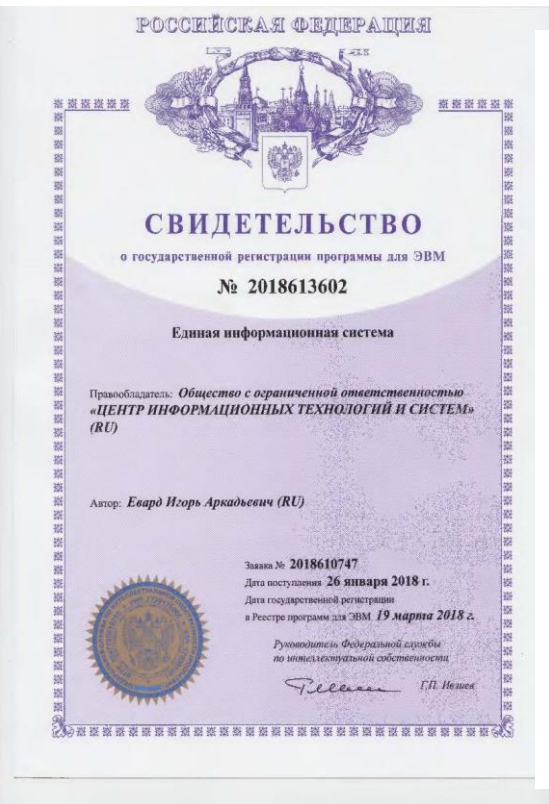 РОССИЙСКАЯ ФЕДЕРАЦИЯ
СВИДЕТЕЛЬСТВО
о государственной регистрации программы для ЭВМ
№ 2018613602
Единая информационная система
Правообладатель: Общество с ограниченной ответственностью
«ЦЕНТР ИНФОРМАЦИОННЫХ ТЕХНОЛОГИЙ И СИСТЕМ»
(RU)
Автор: Евард Игорь Аркадьевич (RU)
Заявка № 2018610747
Дата поступления 26 января 2018 г.
Дата государственной регистрации
в Реестре программ для ЭВМ 19 марта 2018 г.
Руководитель Федеральной службы
по интеллектуальной собственности
Г.П. Ивлиев